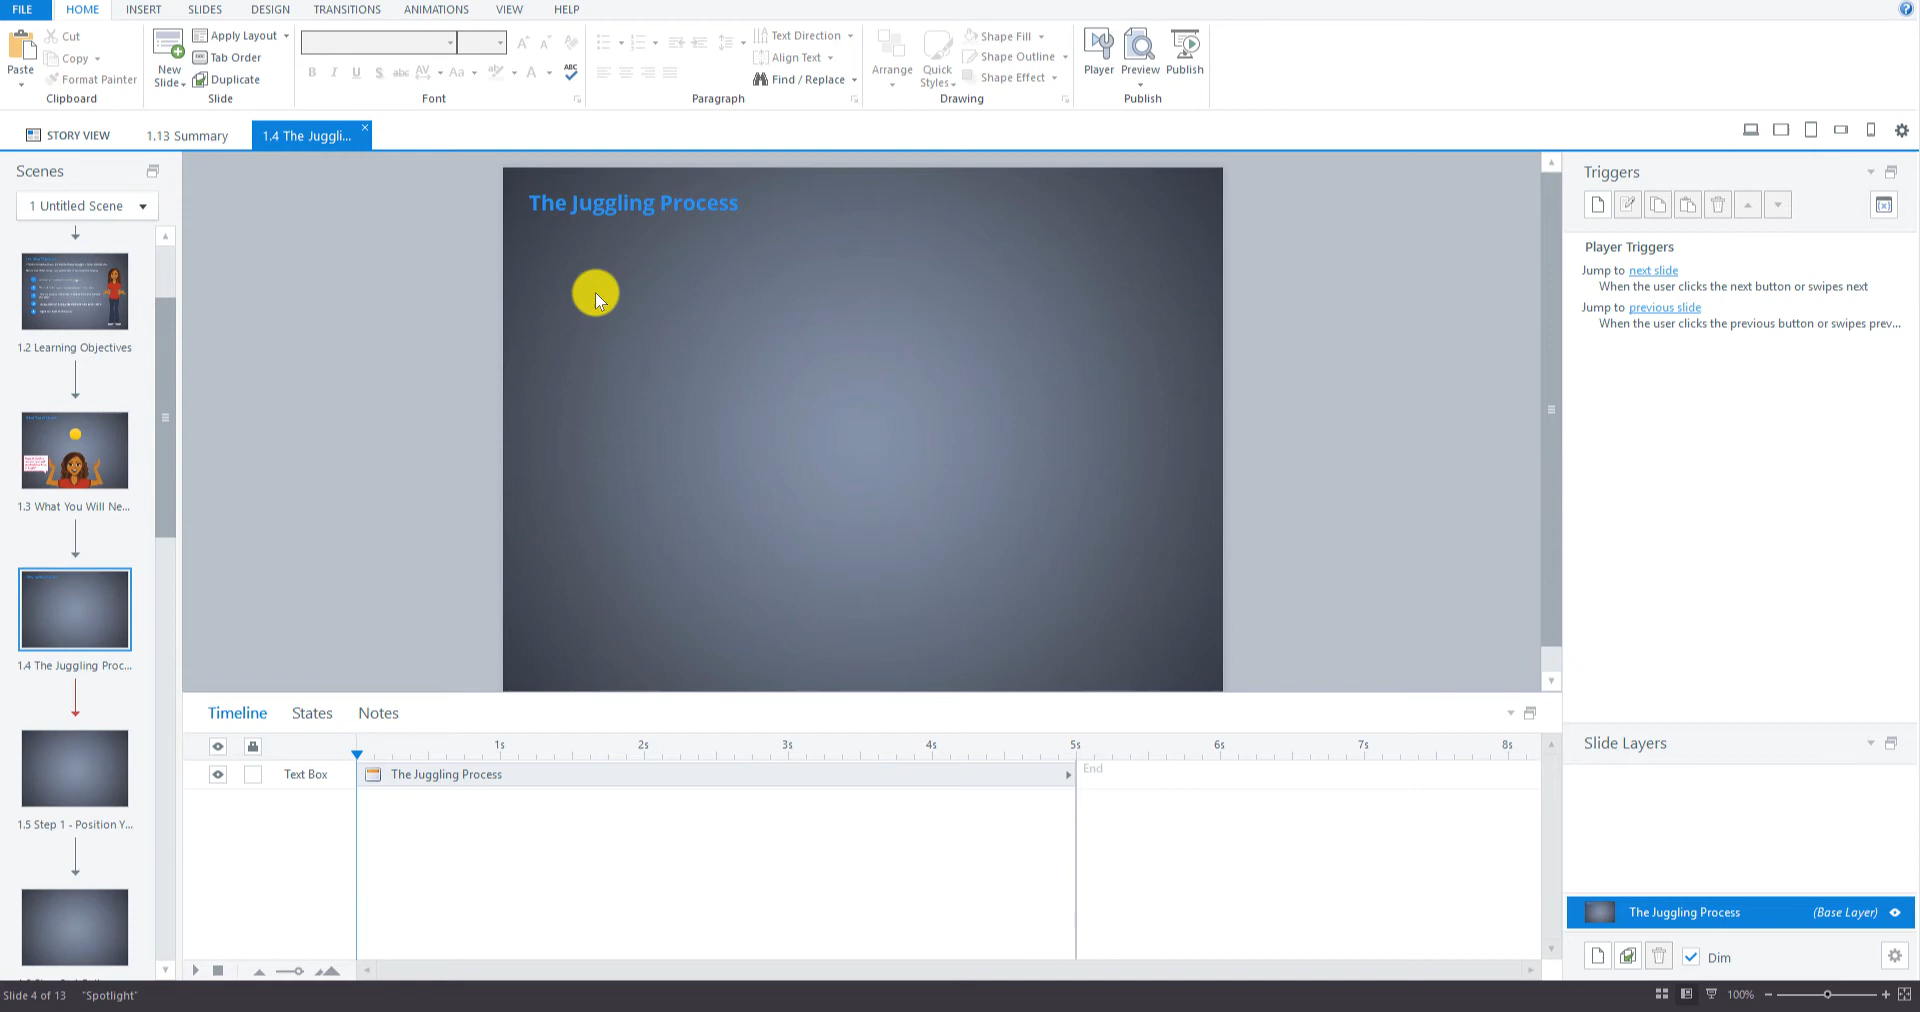 FILE
HOME
INSERT
SLIDES
DESIGN
TRANSITIONS
ANIMATIONS
VIEW
HELP
Paste
Cut
Copy
Format Painter
Clipboard
New
Slide
Apply Layout
Tab Order
Duplicate
Slide
B I U S abc AV Aa A ABC
Font
Text Direction
Align Text
Find / Replace
Paragraph
Arrange
Quick
Styles
Shape Fill
Shape Outline
Shape Effect
Drawing
Player
Preview
Publish
Publish
STORY VIEW
1.13 Summary
1.4 The Juggli...
Scenes
1 Untitled Scene
1.2 Learning Objectives
1.3 What You Will Ne...
1.4 The Juggling Proc...
1.5 Step 1 - Position Y...
The Juggling Process
Triggers
Player Triggers
Jump to next slide
When the user clicks the next button or swipes next
Jump to previous slide
When the user clicks the previous button or swipes prev...
Timeline
States
Notes
1s 2s 3s 4s 5s 6s 7s 8s
Text Box
The Juggling Process
End
Slide Layers
The Juggling Process
(Base Layer)
Dim
Slide 4 of 13
"Spotlight"
100%